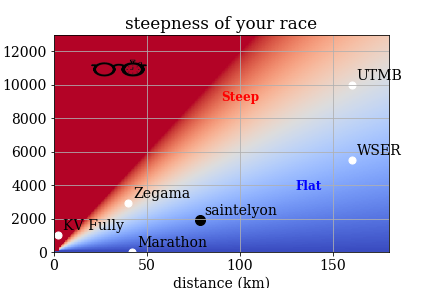 steepness of your race
12000
10000
8000
6000
4000
2000
0
UTMB
Steep
WSER
Flat
Zegama
saintelyon
KV Fully
Marathon
0 50 100 150
distance (km)